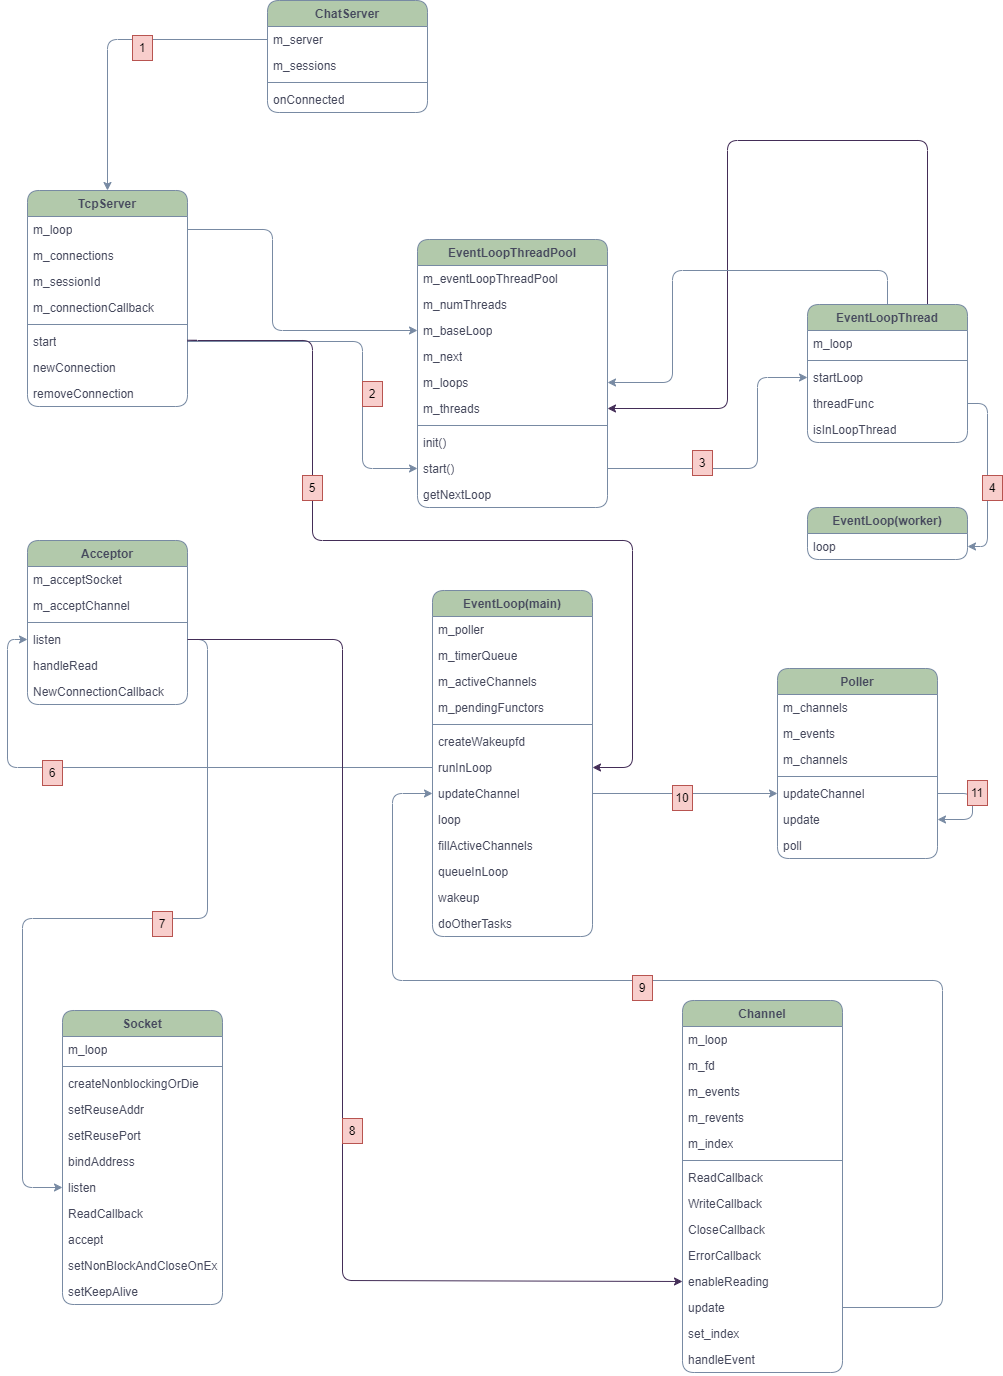 ChatServer
m_server
m_sessions
onConnected
1
TcpServer
m_loop
m_connections
m_sessionId
m_connectionCallback
start
newConnection
removeConnection
EventLoopThreadPool
m_eventLoopThreadPool
m_numThreads
m_baseLoop
m_next
m_loops
m_threads
init()
start()
getNextLoop
2
EventLoopThread
m_loop
startLoop
threadFunc
isInLoopThread
3
4
5
EventLoop(worker)
loop
Acceptor
m_acceptSocket
m_acceptChannel
listen
handleRead
NewConnectionCallback
EventLoop(main)
m_poller
m_timerQueue
m_activeChannels
m_pendingFunctors
createWakeupfd
runInLoop
updateChannel
loop
fillActiveChannels
queueInLoop
wakeup
doOtherTasks
6
Poller
m_channels
m_events
m_channels
updateChannel
update
poll
10
11
7
9
Socket
m_loop
createNonblockingOrDie
setReuseAddr
setReusePort
bindAddress
listen
ReadCallback
accept
setNonBlockAndCloseOnEx
setKeepAlive
8
Channel
m_loop
m_fd
m_events
m_revents
m_index
ReadCallback
WriteCallback
CloseCallback
ErrorCallback
enableReading
update
set_index
handleEvent